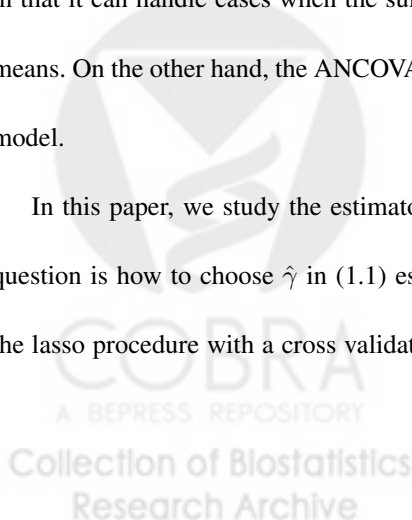 n that it can handle cases when the su
means. On the other hand, the ANCOVA
model.
In this paper, we study the estimato
question is how to choose γ̂ in (1.1) es
the lasso procedure with a cross validat
COBRA
A BEPRESS REPOSITORY
Collection of Biostatistics
Research Archive